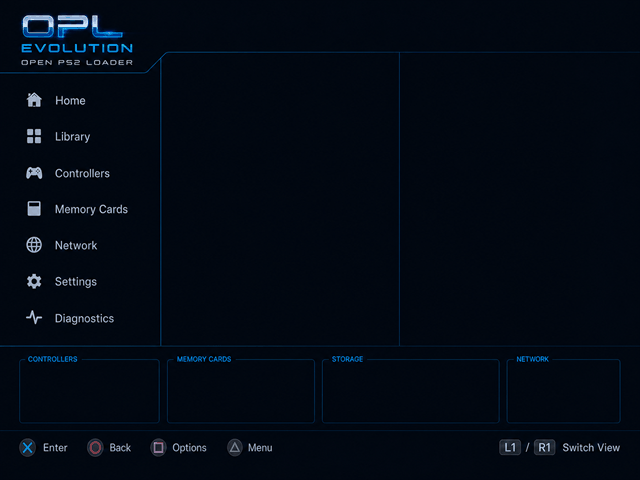 OPL
EVOLUTION
OPEN PS2 LOADER
Home
Library
Controllers
Memory Cards
Network
Settings
Diagnostics
CONTROLLERS
MEMORY CARDS
STORAGE
NETWORK
Enter
Back
Options
Menu
L1 / R1 Switch View